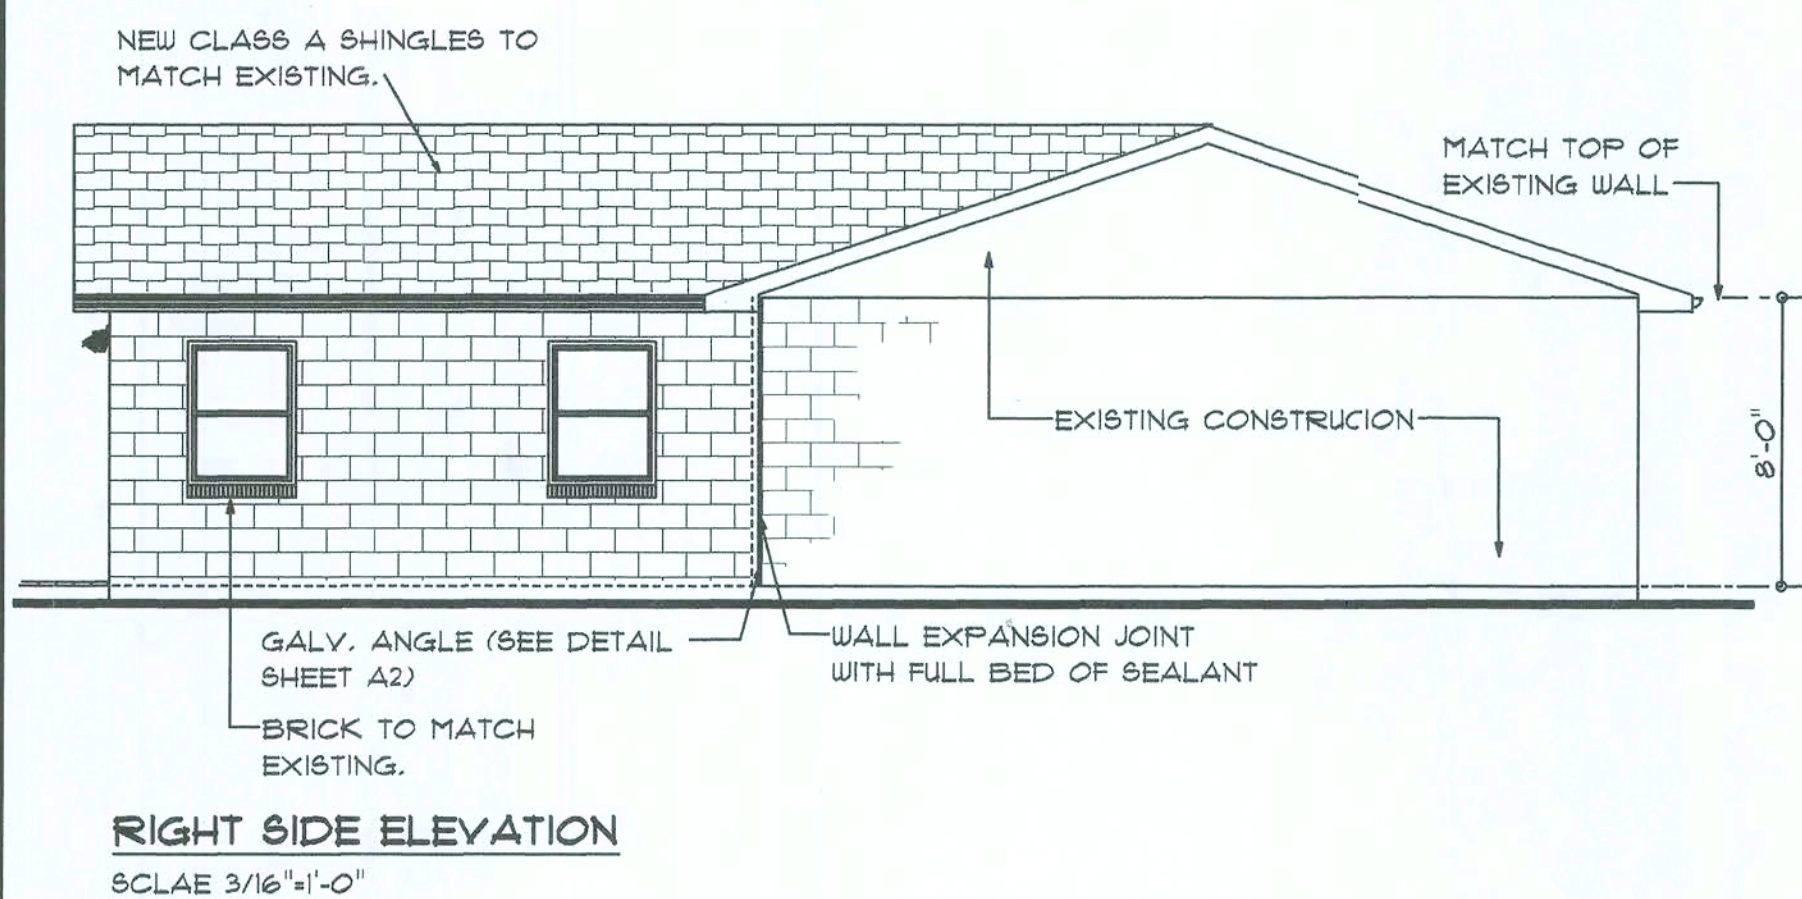 NEW CLASS A SHINGLES TO
MATCH EXISTING.
MATCH TOP OF
EXISTING WALL
EXISTING CONSTRUCION
8'-0"
GALV. ANGLE (SEE DETAIL
SHEET A2)
WALL EXPANSION JOINT
WITH FULL BED OF SEALANT
BRICK TO MATCH
EXISTING.
RIGHT SIDE ELEVATION
SCLAE 3/16"=1'-0"